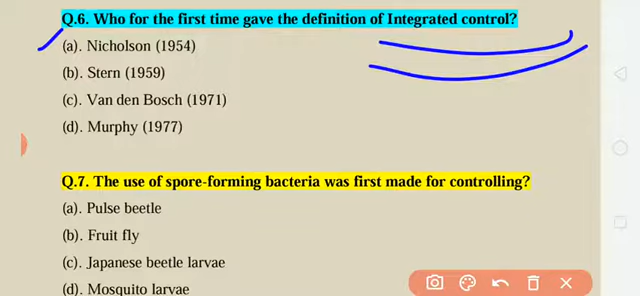 Q.6. Who for the first time gave the definition of Integrated control?
(a). Nicholson (1954)
(b). Stern (1959)
(c). Van den Bosch (1971)
(d). Murphy (1977)
Q.7. The use of spore-forming bacteria was first made for controlling?
(a). Pulse beetle
(b). Fruit fly
(c). Japanese beetle larvae
(d). Mosquito larvae